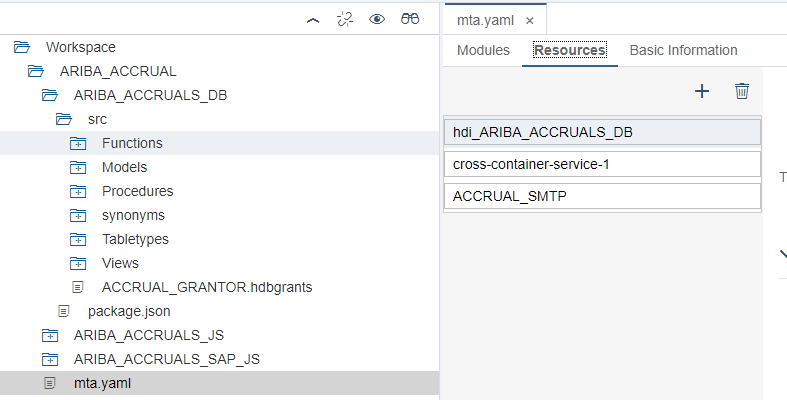 Workspace
ARIBA_ACCRUAL
ARIBA_ACCRUALS_DB
src
Functions
Models
Procedures
synonyms
Tabletypes
Views
ACCRUAL_GRANTOR.hdbgrants
package.json
ARIBA_ACCRUALS_JS
ARIBA_ACCRUALS_SAP_JS
mta.yaml
mta.yaml ×
Modules Resources Basic Information
hdi_ARIBA_ACCRUALS_DB
cross-container-service-1
ACCRUAL_SMTP
T